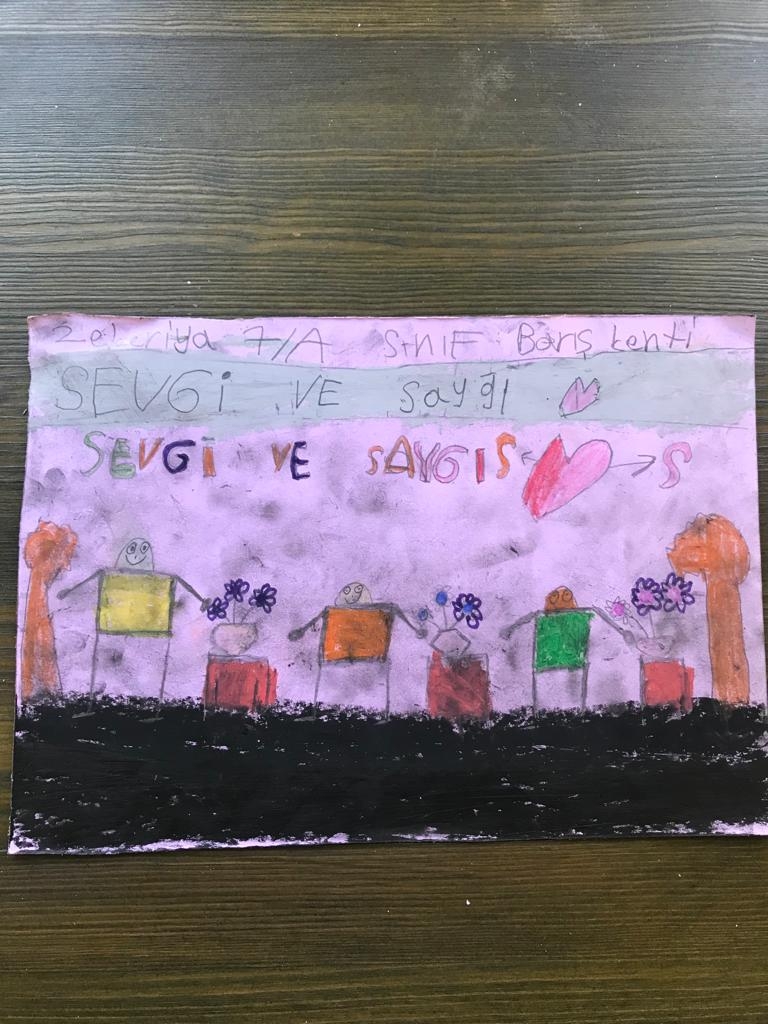 Zekeriya 7/A SINIF Barış kenti
SEVGİ VE saygı
SEVGİ VE SAYGIS S